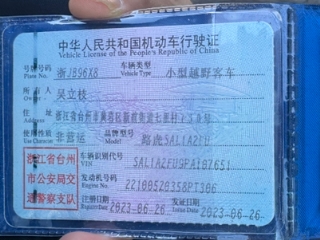 中华人民共和国机动车行驶证
Vehicle License of the People's Republic of China
号牌号码 浙JB96X8 车辆类型 小型越野客车
Plate No. Vehicle Type
所有人 吴立枝
Owner
住址
Address
使用性质 非营运 品牌型号 路虎SALIA2EU
Use Character Model
浙江省台州 车辆识别代号
VIN
市公安局交 发动机号码
Engine No.
通警察支队 注册日期 2023-06-26 发证日期 2023-06-26
Register Date Issue Date